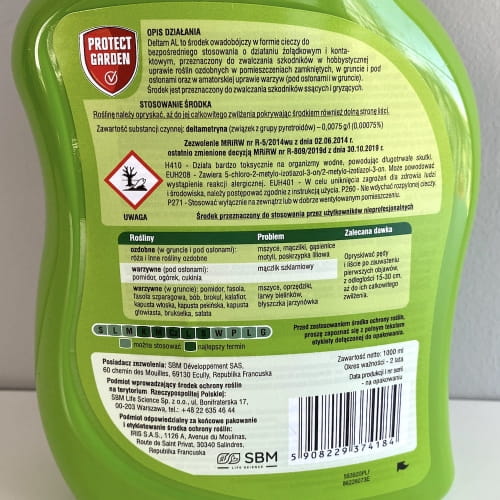 PROTECT
GARDEN
OPIS DZIAŁANIA
Deltam AL to środek owadobójczy w formie cieczy do
bezpośredniego stosowania o działaniu żołądkowym i konta-
ktowym, przeznaczony do zwalczania szkodników w hobbystycznej
uprawie roślin ozdobnych w pomieszczeniach zamkniętych, w gruncie i pod
osłonami oraz w amatorskiej uprawie warzyw (pod osłonami w gruncie).
Środek jest przeznaczony do zwalczania szkodników ssących i gryzących.
STOSOWANIE ŚRODKA
Roślinę należy opryskać, aż do jej całkowitego zwilżenia pokrywając środkiem również dolną stronę liści.
Zawartość substancji czynnej: deltametryna (związek z grupy pyretroidów) – 0,0075 g/l (0,00075%)
Zezwolenie MRiRW nr R-5/2014wu z dnia 02.06.2014 r.
ostatnio zmienione decyzją MRiRW nr R-809/2019d z dnia 30.10.2019 r.
H410 - Działa bardzo toksycznie na organizmy wodne, powodując długotrwałe skutki.
EUH208 - Zawiera 5-chloro-2-metylo-izotiazol-3-on/2-metylo-izotiazol-3-on. Może powodować
wystąpienie reakcji alergicznej. EUH401 - W celu uniknięcia zagrożeń dla zdrowia ludzi
i środowiska, należy postępować zgodnie z instrukcją użycia. P260 - Nie wdychać rozpylonej cieczy.
P271 - Stosować wyłącznie na zewnątrz lub w dobrze wentylowanym pomieszczeniu.
UWAGA
Środek przeznaczony do stosowania przez użytkowników nieprofesjonalnych
Rośliny Problem Zalecana dawka
ozdobne (w gruncie i pod osłonami):
róża i inne rośliny ozdobne
mszyce, mączliki, gąsienice
motyli, poskrzypka liliowa
warzywne (pod osłonami):
pomidor, ogórek, cukinia
mączlik szklarniowy
warzywne (w gruncie): pomidor, fasola,
fasola szparagowa, bób, brokuł, kalafior,
kapusta włoska, kapusta pekińska, kapusta
głowiasta, brukselka, sałata
mszyce, oprzędziki,
larwy bielinków,
błyszczka jarzynówka
Opryskiwać pędy
i liście po zauważeniu
pierwszych objawów,
z odległości 15-30 cm,
aż do ich całkowitego
zwilżenia.
S L M K M C L S W P L G
można stosować najlepszy termin
Przed zastosowaniem środka ochrony roślin,
proszę zapoznać się z pełnym tekstem
etykiety dołączonej do produktu.
Posiadacz zezwolenia: SBM Développement SAS,
60 chemin des Mouilles, 69130 Ecully, Republika Francuska
Podmiot wprowadzający środek ochrony roślin
na terytorium Rzeczypospolitej Polskiej:
SBM Life Science Sp. z o.o., ul. Bonifraterska 17,
00-203 Warszawa, tel.: +48 22 635 46 44
Podmiot odpowiedzialny za końcowe pakowanie
i etykietowanie środka ochrony roślin:
IRIS S.A.S., 1126 A, Avenue du Moulinas,
Route de Saint Privat, 30340 Salindres,
Republika Francuska
SBM
LIFE SCIENCE
Zawartość netto: 1000 ml
Okres ważności - 2 lata
Data produkcji i nr serii
- na opakowaniu
5 908229 374184